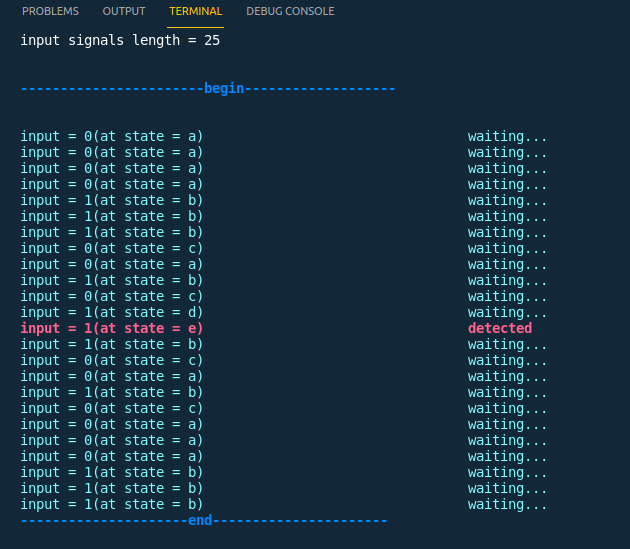 PROBLEMS OUTPUT TERMINAL DEBUG CONSOLE
input signals length = 25
-----------------------begin-------------------
input = 0(at state = a) waiting...
input = 0(at state = a) waiting...
input = 0(at state = a) waiting...
input = 0(at state = a) waiting...
input = 1(at state = b) waiting...
input = 1(at state = b) waiting...
input = 1(at state = b) waiting...
input = 0(at state = c) waiting...
input = 0(at state = a) waiting...
input = 1(at state = b) waiting...
input = 0(at state = c) waiting...
input = 1(at state = d) waiting...
input = 1(at state = e) detected
input = 1(at state = b) waiting...
input = 0(at state = c) waiting...
input = 0(at state = a) waiting...
input = 1(at state = b) waiting...
input = 0(at state = c) waiting...
input = 0(at state = a) waiting...
input = 0(at state = a) waiting...
input = 0(at state = a) waiting...
input = 1(at state = b) waiting...
input = 1(at state = b) waiting...
input = 1(at state = b) waiting...
---------------------end----------------------